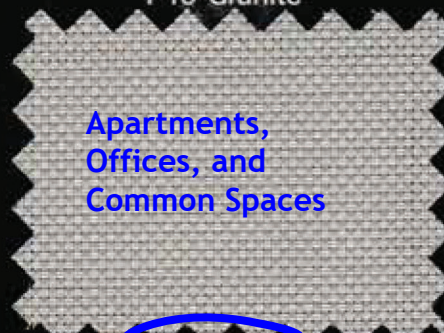 Granite
Apartments,
Offices, and
Common Spaces